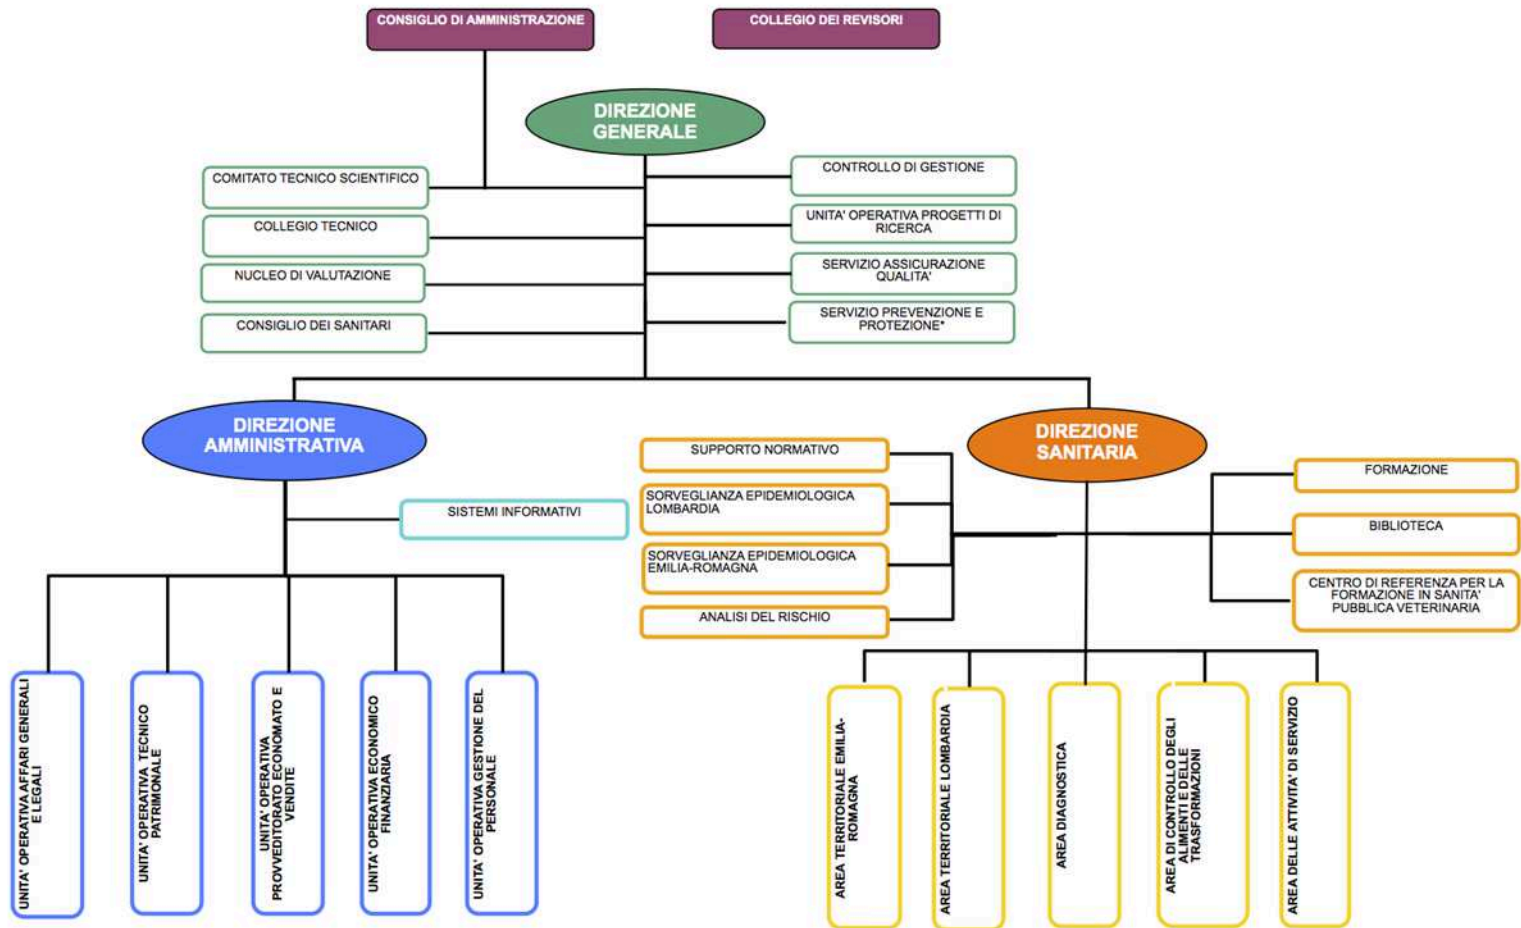 CONSIGLIO DI AMMINISTRAZIONE
COLLEGIO DEI REVISORI
DIREZIONE
GENERALE
COMITATO TECNICO SCIENTIFICO
COLLEGIO TECNICO
NUCLEO DI VALUTAZIONE
CONSIGLIO DEI SANITARI
CONTROLLO DI GESTIONE
UNITA' OPERATIVA PROGETTI DI
RICERCA
SERVIZIO ASSICURAZIONE
QUALITA'
SERVIZIO PREVENZIONE E
PROTEZIONE*
DIREZIONE
AMMINISTRATIVA
SISTEMI INFORMATIVI
UNITA' OPERATIVA AFFARI GENERALI
E LEGALI
UNITA' OPERATIVA TECNICO
PATRIMONALE
UNITA' OPERATIVA
PROVVEDITORATO ECONOMATO E
VENDITE
UNITA' OPERATIVA ECONOMICO
FINANZIARIA
UNITA' OPERATIVA GESTIONE DEL
PERSONALE
DIREZIONE
SANITARIA
SUPPORTO NORMATIVO
SORVEGLIANZA EPIDEMIOLOGICA
LOMBARDIA
SORVEGLIANZA EPIDEMIOLOGICA
EMILIA-ROMAGNA
ANALISI DEL RISCHIO
FORMAZIONE
BIBLIOTECA
CENTRO DI REFERENZA PER LA
FORMAZIONE IN SANITA'
PUBBLICA VETERINARIA
AREA TERRITORIALE EMILIA-
ROMAGNA
AREA TERRITORIALE LOMBARDIA
AREA DIAGNOSTICA
AREA DI CONTROLLO DEGLI
ALIMENTI E DELLE
TRASFORMAZIONI
AREA DELLE ATTIVITA' DI SERVIZIO